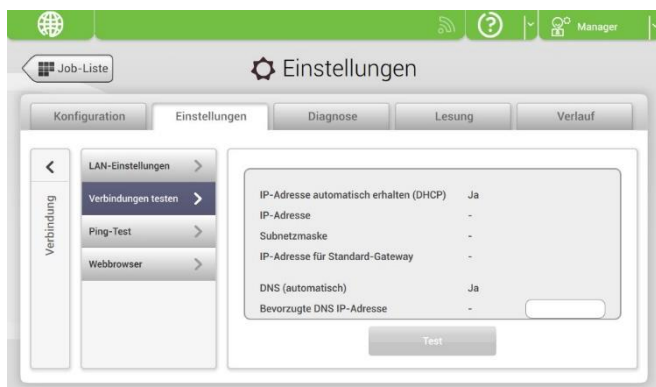 Manager
Job-Liste
Einstellungen
Konfiguration Einstellungen Diagnose Lesung Verlauf
Verbindung
LAN-Einstellungen
Verbindungen testen
Ping-Test
Webbrowser
IP-Adresse automatisch erhalten (DHCP) Ja
IP-Adresse -
Subnetzmaske -
IP-Adresse für Standard-Gateway -
DNS (automatisch) Ja
Bevorzugte DNS IP-Adresse -
Test